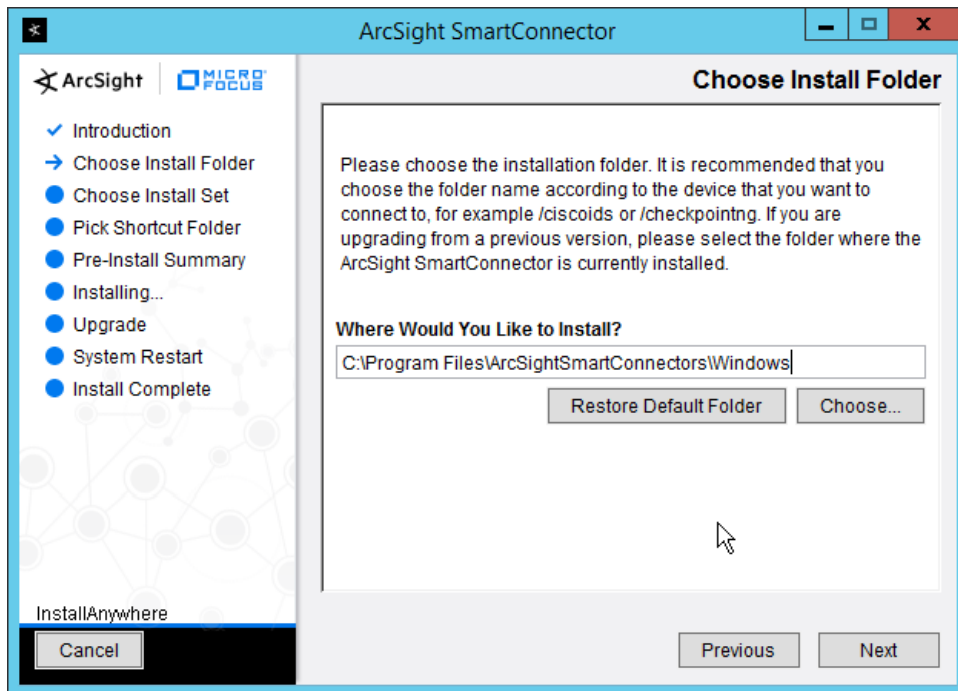 ArcSight SmartConnector
ArcSight
MICRO
FOCUS
Choose Install Folder
Introduction
Choose Install Folder
Choose Install Set
Pick Shortcut Folder
Pre-Install Summary
Installing...
Upgrade
System Restart
Install Complete
Please choose the installation folder. It is recommended that you
choose the folder name according to the device that you want to
connect to, for example /ciscoids or /checkpointng. If you are
upgrading from a previous version, please select the folder where the
ArcSight SmartConnector is currently installed.
Where Would You Like to Install?
C:\Program Files\ArcSightSmartConnectors\Windows
Restore Default Folder
Choose...
InstallAnywhere
Cancel
Previous
Next